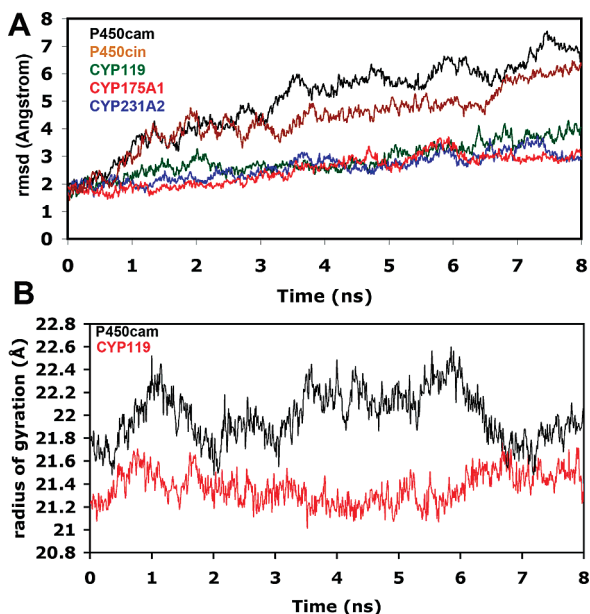 A
P450cam
P450cin
CYP119
CYP175A1
CYP231A2
rmsd (Angstrom)
8
7
6
5
4
3
2
1
0
0 1 2 3 4 5 6 7 8
Time (ns)
B
P450cam
CYP119
radius of gyration (Å)
22.8
22.6
22.4
22.2
22
21.8
21.6
21.4
21.2
21
20.8
0 1 2 3 4 5 6 7 8
Time (ns)